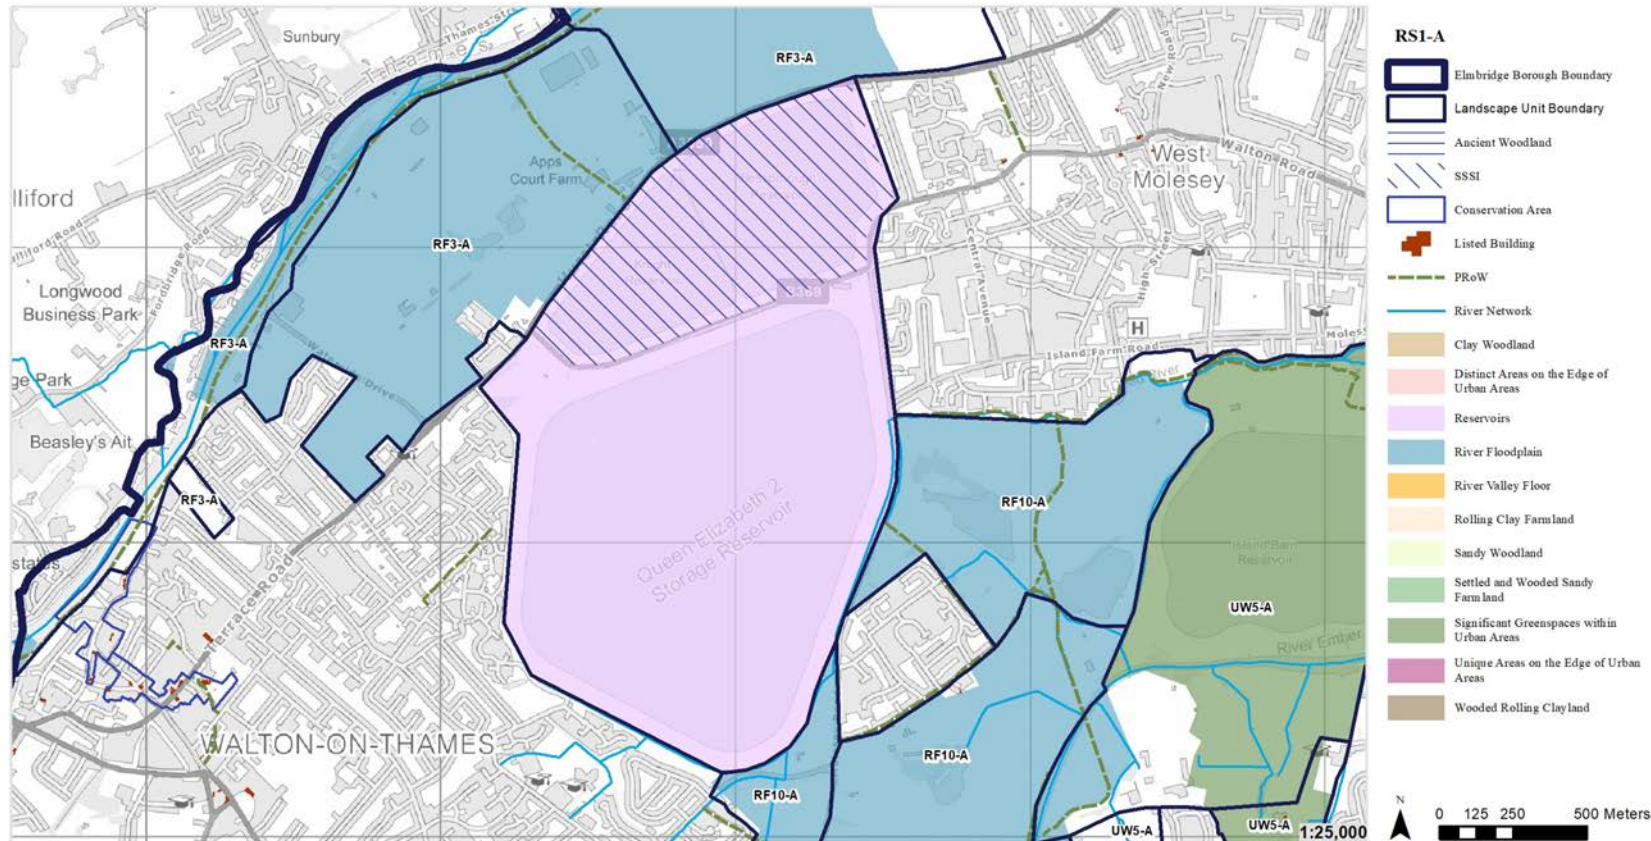 Sunbury
RF3-A
West
Molesey
Walton Road
New Road
lliford
Apps
Court Farm
RF3-A
Fordbridge Road
Longwood
Business Park
RF3-A
3369
Central Avenue
High Street
H
Island Farm Road
ge Park
Beasley's Ait
RF3-A
RF10-A
Queen Elizabeth 2
Storage Reservoir
Island Barn
Reservoir
states
Terrace Road
UW5-A
River Ember
WALTON-ON-THAMES
RF10-A
RF10-A
UW5-A
UW5-A
1:25,000
RS1-A
Elmbridge Borough Boundary
Landscape Unit Boundary
Ancient Woodland
SSSI
Conservation Area
Listed Building
PRoW
River Network
Clay Woodland
Distinct Areas on the Edge of
Urban Areas
Reservoirs
River Floodplain
River Valley Floor
Rolling Clay Farmland
Sandy Woodland
Settled and Wooded Sandy
Farmland
Significant Greenspaces within
Urban Areas
Unique Areas on the Edge of Urban
Areas
Wooded Rolling Clayland
N
0 125 250 500 Meters